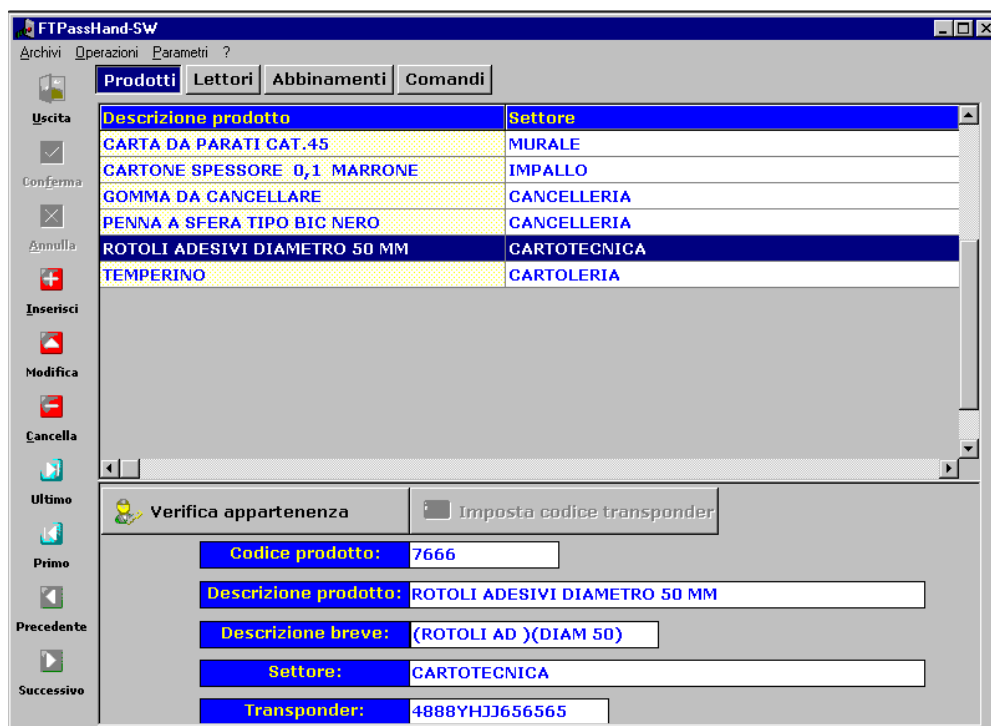 FTPassHand-SW
Archivi Operazioni Parametri ?
Prodotti Lettori Abbinamenti Comandi
Uscita
Conferma
Annulla
Inserisci
Modifica
Cancella
Ultimo
Primo
Precedente
Successivo
Descrizione prodotto Settore
CARTA DA PARATI CAT.45 MURALE
CARTONE SPESSORE 0,1 MARRONE IMPALLO
GOMMA DA CANCELLARE CANCELLERIA
PENNA A SFERA TIPO BIC NERO CANCELLERIA
ROTOLI ADESIVI DIAMETRO 50 MM CARTOTECNICA
TEMPERINO CARTOLERIA
Verifica appartenenza Imposta codice transponder
Codice prodotto: 7666
Descrizione prodotto: ROTOLI ADESIVI DIAMETRO 50 MM
Descrizione breve: (ROTOLI AD )(DIAM 50)
Settore: CARTOTECNICA
Transponder: 4888YHJJ656565